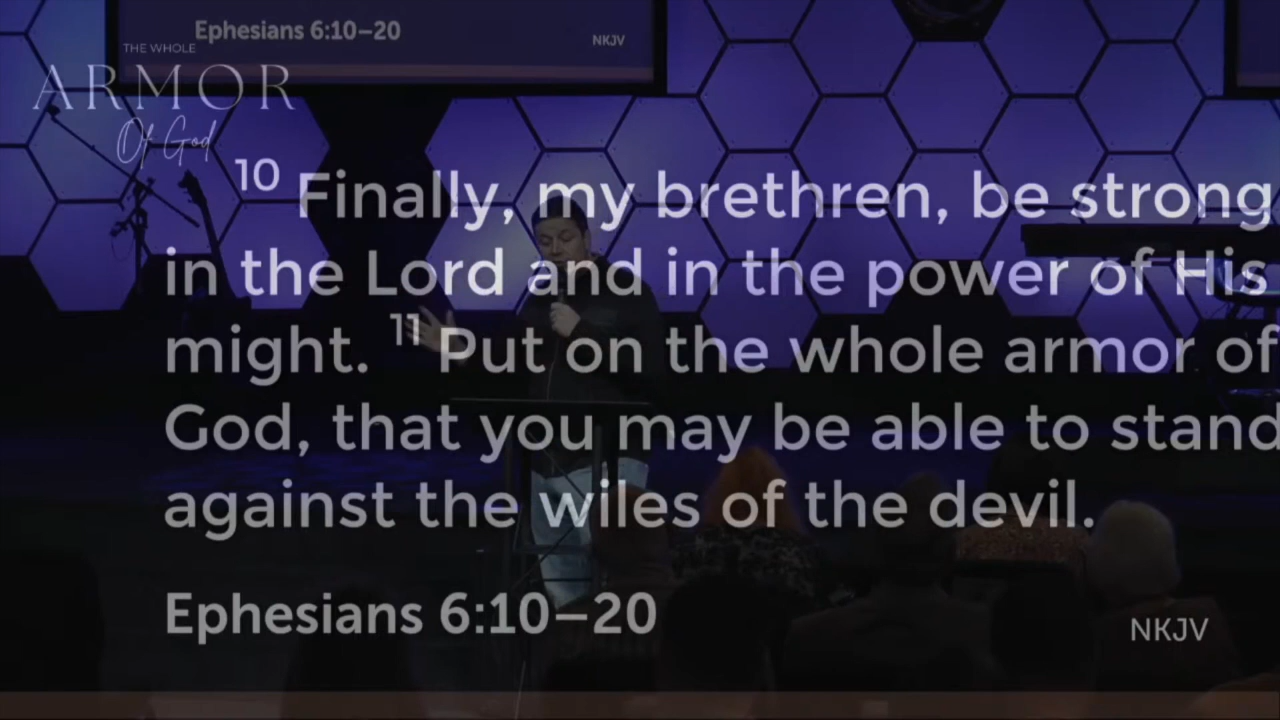 Ephesians 6:10–20
NKJV
THE WHOLE
ARMOR
Of God
10 Finally, my brethren, be strong
in the Lord and in the power of His
might. 11 Put on the whole armor of
God, that you may be able to stand
against the wiles of the devil.
Ephesians 6:10–20
NKJV